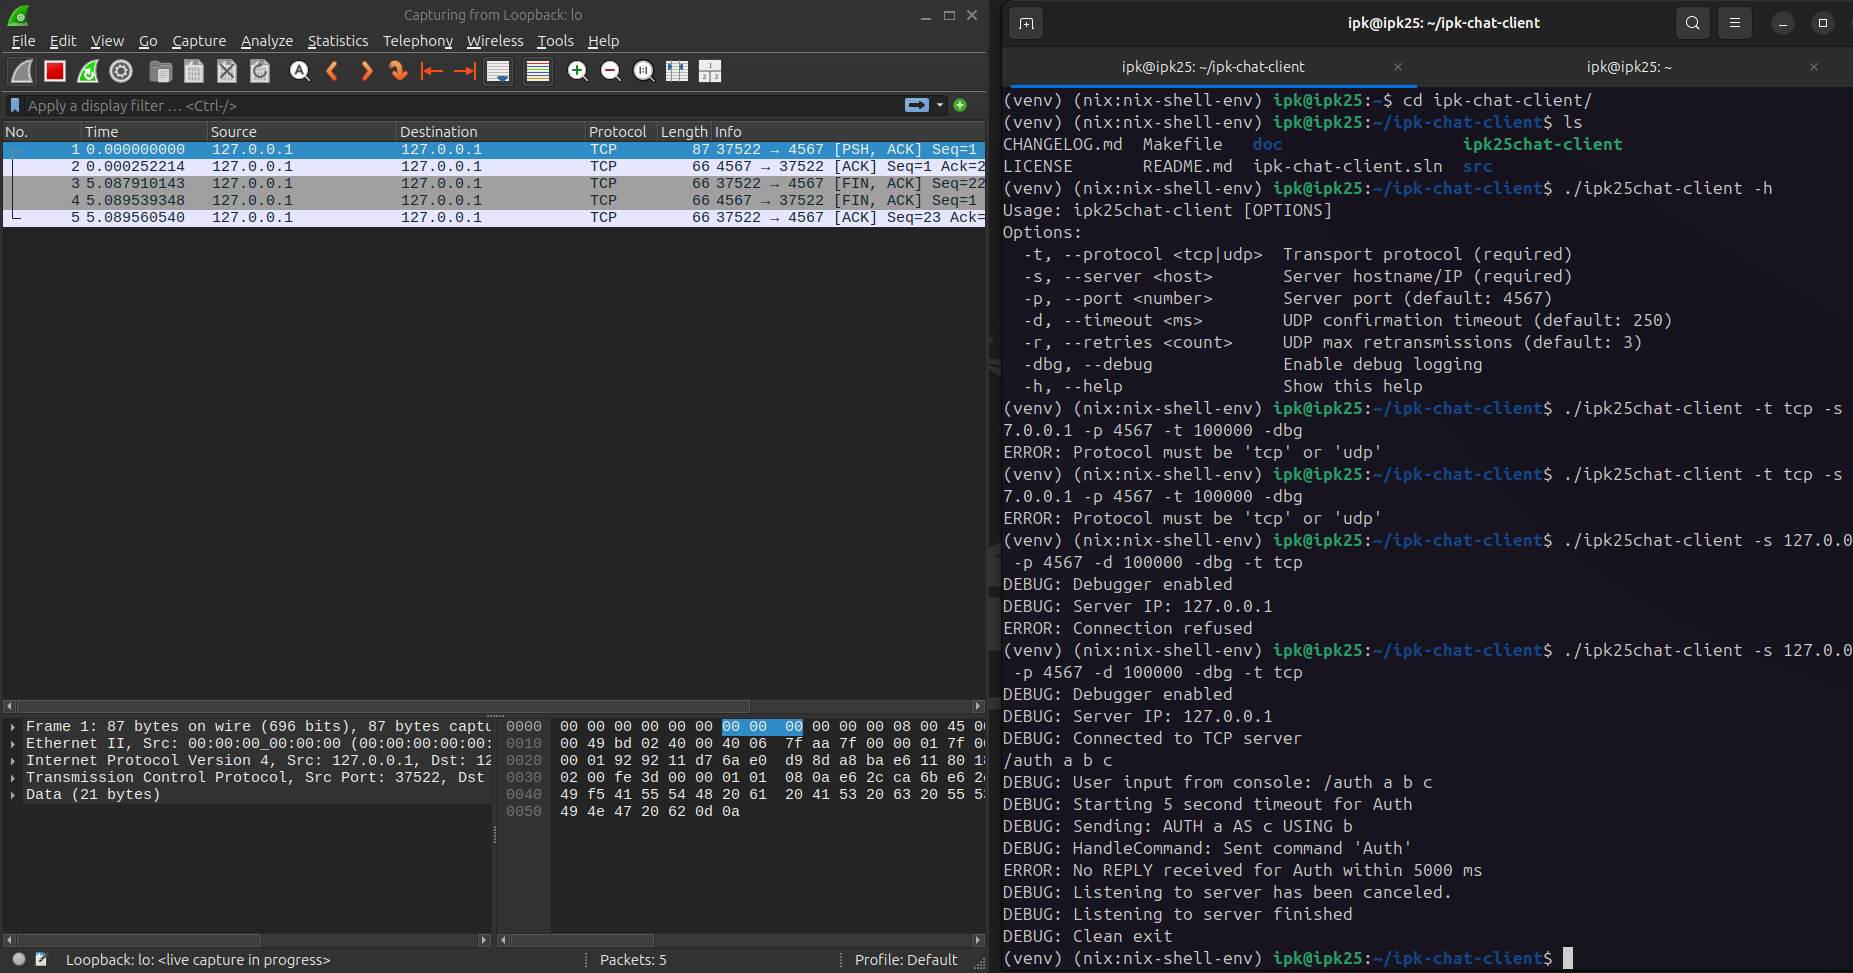 Capturing from Loopback: lo
File Edit View Go Capture Analyze Statistics Telephony Wireless Tools Help
Apply a display filter … <Ctrl-/>
No. Time Source Destination Protocol Length Info
1 0.000000000 127.0.0.1 127.0.0.1 TCP 87 37522 → 4567 [PSH, ACK] Seq=1
2 0.000252214 127.0.0.1 127.0.0.1 TCP 66 4567 → 37522 [ACK] Seq=1 Ack=2
3 5.087910143 127.0.0.1 127.0.0.1 TCP 66 37522 → 4567 [FIN, ACK] Seq=22
4 5.089539348 127.0.0.1 127.0.0.1 TCP 66 4567 → 37522 [FIN, ACK] Seq=1
5 5.089560540 127.0.0.1 127.0.0.1 TCP 66 37522 → 4567 [ACK] Seq=23 Ack=
Frame 1: 87 bytes on wire (696 bits), 87 bytes captu
Ethernet II, Src: 00:00:00_00:00:00 (00:00:00:00:00:
Internet Protocol Version 4, Src: 127.0.0.1, Dst: 12
Transmission Control Protocol, Src Port: 37522, Dst
Data (21 bytes)
0000 00 00 00 00 00 00 00 00 00 00 00 00 08 00 45 00
0010 00 49 bd 02 40 00 40 06 7f aa 7f 00 00 01 7f 00
0020 00 01 92 92 11 d7 6a e0 d9 8d a8 ba e6 11 80 18
0030 02 00 fe 3d 00 00 01 01 08 0a e6 2c ca 6b e6 2c
0040 49 f5 41 55 54 48 20 61 20 41 53 20 63 20 55 53
0050 49 4e 47 20 62 0d 0a
Loopback: lo: <live capture in progress>
Packets: 5
Profile: Default
ipk@ipk25: ~/ipk-chat-client
ipk@ipk25: ~/ipk-chat-client
ipk@ipk25: ~
(venv) (nix:nix-shell-env) ipk@ipk25:~$ cd ipk-chat-client/
(venv) (nix:nix-shell-env) ipk@ipk25:~/ipk-chat-client$ ls
CHANGELOG.md Makefile doc ipk25chat-client
LICENSE README.md ipk-chat-client.sln src
(venv) (nix:nix-shell-env) ipk@ipk25:~/ipk-chat-client$ ./ipk25chat-client -h
Usage: ipk25chat-client [OPTIONS]
Options:
-t, --protocol <tcp|udp> Transport protocol (required)
-s, --server <host> Server hostname/IP (required)
-p, --port <number> Server port (default: 4567)
-d, --timeout <ms> UDP confirmation timeout (default: 250)
-r, --retries <count> UDP max retransmissions (default: 3)
-dbg, --debug Enable debug logging
-h, --help Show this help
(venv) (nix:nix-shell-env) ipk@ipk25:~/ipk-chat-client$ ./ipk25chat-client -t tcp -s
7.0.0.1 -p 4567 -t 100000 -dbg
ERROR: Protocol must be 'tcp' or 'udp'
(venv) (nix:nix-shell-env) ipk@ipk25:~/ipk-chat-client$ ./ipk25chat-client -t tcp -s
7.0.0.1 -p 4567 -t 100000 -dbg
ERROR: Protocol must be 'tcp' or 'udp'
(venv) (nix:nix-shell-env) ipk@ipk25:~/ipk-chat-client$ ./ipk25chat-client -s 127.0.0
-p 4567 -d 100000 -dbg -t tcp
DEBUG: Debugger enabled
DEBUG: Server IP: 127.0.0.1
ERROR: Connection refused
(venv) (nix:nix-shell-env) ipk@ipk25:~/ipk-chat-client$ ./ipk25chat-client -s 127.0.0
-p 4567 -d 100000 -dbg -t tcp
DEBUG: Debugger enabled
DEBUG: Server IP: 127.0.0.1
DEBUG: Connected to TCP server
/auth a b c
DEBUG: User input from console: /auth a b c
DEBUG: Starting 5 second timeout for Auth
DEBUG: Sending: AUTH a AS c USING b
DEBUG: HandleCommand: Sent command 'Auth'
ERROR: No REPLY received for Auth within 5000 ms
DEBUG: Listening to server has been canceled.
DEBUG: Listening to server finished
DEBUG: Clean exit
(venv) (nix:nix-shell-env) ipk@ipk25:~/ipk-chat-client$